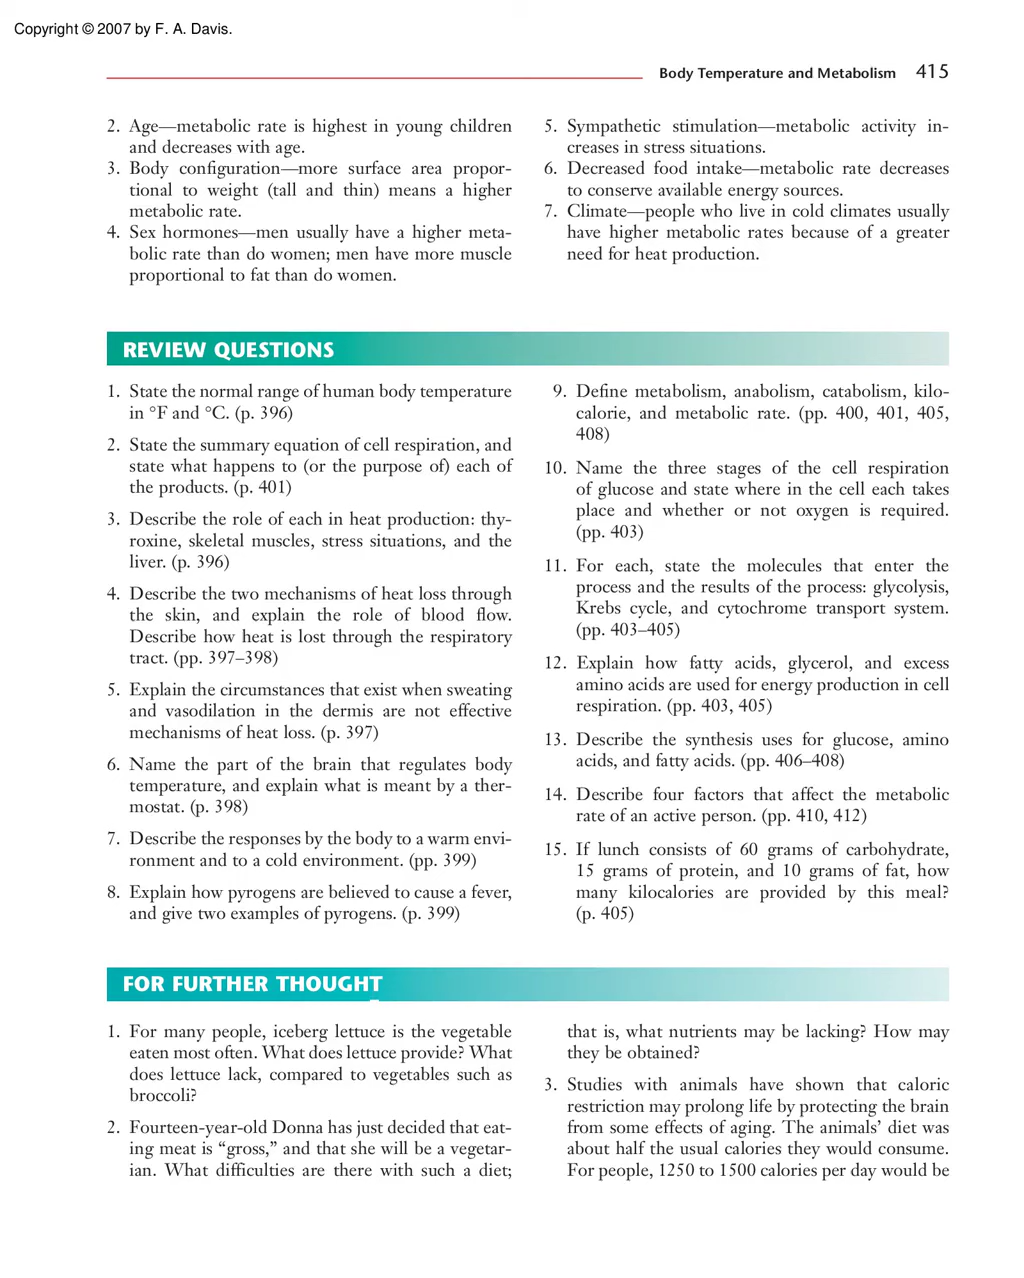 Copyright © 2007 by F. A. Davis.
Body Temperature and Metabolism 415
2. Age—metabolic rate is highest in young children
and decreases with age.
3. Body configuration—more surface area propor-
tional to weight (tall and thin) means a higher
metabolic rate.
4. Sex hormones—men usually have a higher meta-
bolic rate than do women; men have more muscle
proportional to fat than do women.
5. Sympathetic stimulation—metabolic activity in-
creases in stress situations.
6. Decreased food intake—metabolic rate decreases
to conserve available energy sources.
7. Climate—people who live in cold climates usually
have higher metabolic rates because of a greater
need for heat production.
REVIEW QUESTIONS
1. State the normal range of human body temperature
in °F and °C. (p. 396)
2. State the summary equation of cell respiration, and
state what happens to (or the purpose of) each of
the products. (p. 401)
3. Describe the role of each in heat production: thy-
roxine, skeletal muscles, stress situations, and the
liver. (p. 396)
4. Describe the two mechanisms of heat loss through
the skin, and explain the role of blood flow.
Describe how heat is lost through the respiratory
tract. (pp. 397–398)
5. Explain the circumstances that exist when sweating
and vasodilation in the dermis are not effective
mechanisms of heat loss. (p. 397)
6. Name the part of the brain that regulates body
temperature, and explain what is meant by a ther-
mostat. (p. 398)
7. Describe the responses by the body to a warm envi-
ronment and to a cold environment. (pp. 399)
8. Explain how pyrogens are believed to cause a fever,
and give two examples of pyrogens. (p. 399)
9. Define metabolism, anabolism, catabolism, kilo-
calorie, and metabolic rate. (pp. 400, 401, 405,
408)
10. Name the three stages of the cell respiration
of glucose and state where in the cell each takes
place and whether or not oxygen is required.
(pp. 403)
11. For each, state the molecules that enter the
process and the results of the process: glycolysis,
Krebs cycle, and cytochrome transport system.
(pp. 403–405)
12. Explain how fatty acids, glycerol, and excess
amino acids are used for energy production in cell
respiration. (pp. 403, 405)
13. Describe the synthesis uses for glucose, amino
acids, and fatty acids. (pp. 406–408)
14. Describe four factors that affect the metabolic
rate of an active person. (pp. 410, 412)
15. If lunch consists of 60 grams of carbohydrate,
15 grams of protein, and 10 grams of fat, how
many kilocalories are provided by this meal?
(p. 405)
FOR FURTHER THOUGHT
1. For many people, iceberg lettuce is the vegetable
eaten most often. What does lettuce provide? What
does lettuce lack, compared to vegetables such as
broccoli?
2. Fourteen-year-old Donna has just decided that eat-
ing meat is “gross,” and that she will be a vegetar-
ian. What difficulties are there with such a diet;
that is, what nutrients may be lacking? How may
they be obtained?
3. Studies with animals have shown that caloric
restriction may prolong life by protecting the brain
from some effects of aging. The animals’ diet was
about half the usual calories they would consume.
For people, 1250 to 1500 calories per day would be